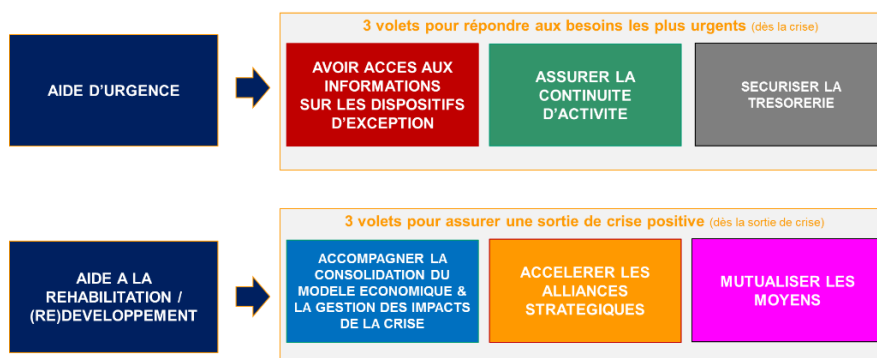 3 volets pour répondre aux besoins les plus urgents (dès la crise)
AIDE D'URGENCE
AVOIR ACCES AUX
INFORMATIONS
SUR LES DISPOSITIFS
D'EXCEPTION
ASSURER LA
CONTINUITE
D'ACTIVITE
SECURISER LA
TRESORERIE
3 volets pour assurer une sortie de crise positive (dès la sortie de crise)
AIDE A LA
REHABILITATION /
(RE)DEVELOPPEMENT
ACCOMPAGNER LA
CONSOLIDATION DU
MODELE ECONOMIQUE &
LA GESTION DES IMPACTS
DE LA CRISE
ACCELERER LES
ALLIANCES
STRATEGIQUES
MUTUALISER LES
MOYENS